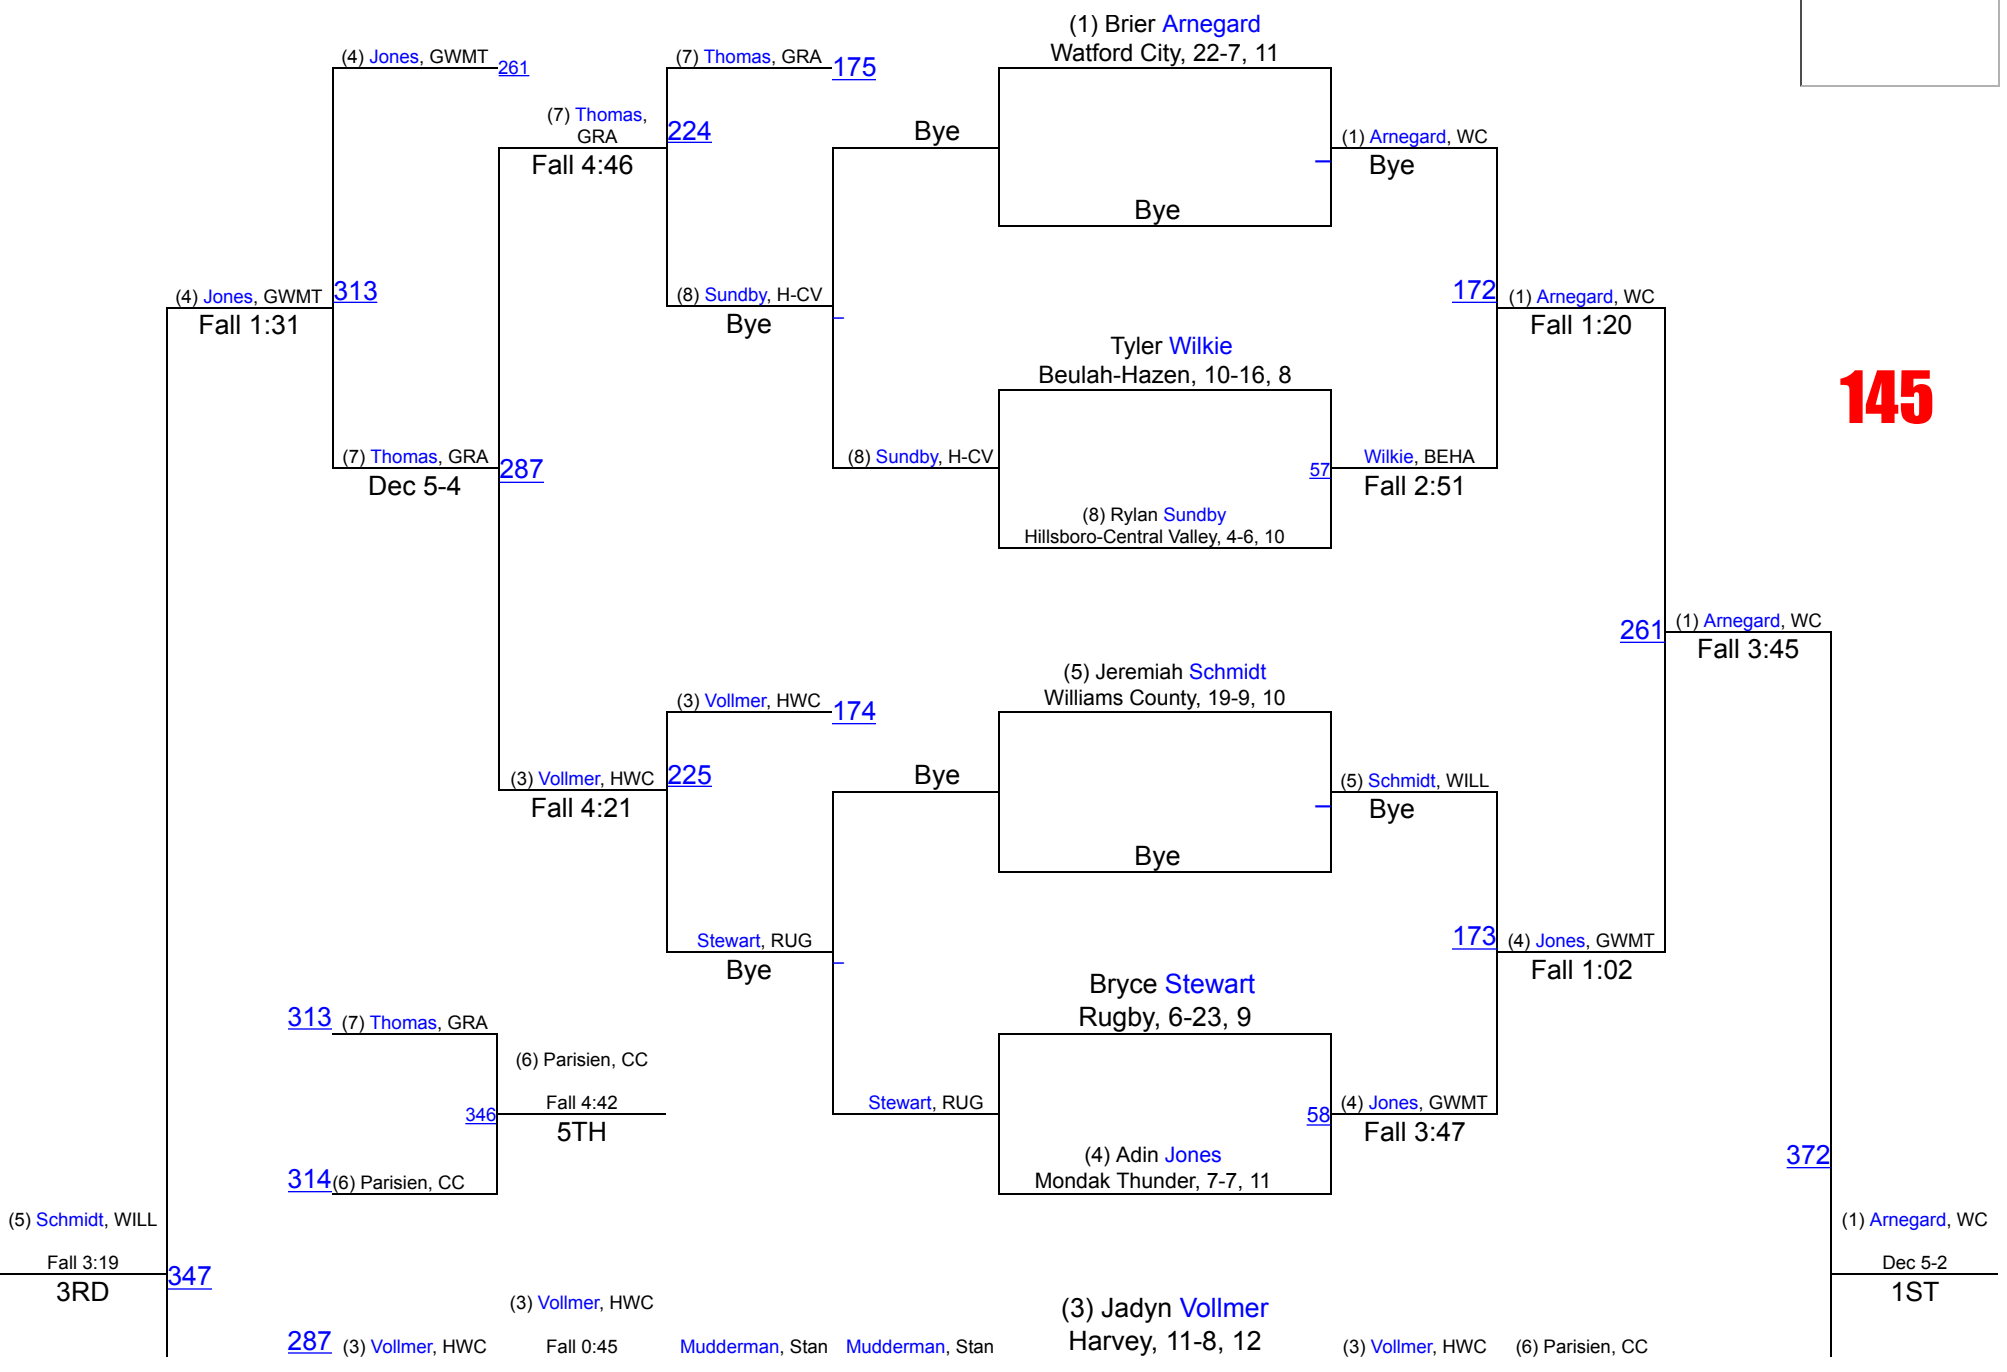 (1) Brier Arnegard
Watford City, 22-7, 11
(4) Jones, GWMT
261
(7) Thomas, GRA
175
(7) Thomas,
GRA
Fall 4:46
224
Bye
(1) Arnegard, WC
Bye
Bye
(4) Jones, GWMT
Fall 1:31
313
(8) Sundby, H-CV
Bye
172
(1) Arnegard, WC
Fall 1:20
Tyler Wilkie
Beulah-Hazen, 10-16, 8
145
(7) Thomas, GRA
Dec 5-4
287
(8) Sundby, H-CV
57
Wilkie, BEHA
Fall 2:51
(8) Rylan Sundby
Hillsboro-Central Valley, 4-6, 10
261
(1) Arnegard, WC
Fall 3:45
(5) Jeremiah Schmidt
Williams County, 19-9, 10
(3) Vollmer, HWC
174
(3) Vollmer, HWC
Fall 4:21
225
Bye
(5) Schmidt, WILL
Bye
Bye
Stewart, RUG
Bye
173
(4) Jones, GWMT
Fall 1:02
Bryce Stewart
Rugby, 6-23, 9
313
(7) Thomas, GRA
(6) Parisien, CC
346
Fall 4:42
5TH
Stewart, RUG
58
(4) Jones, GWMT
Fall 3:47
(4) Adin Jones
Mondak Thunder, 7-7, 11
372
314
(6) Parisien, CC
(5) Schmidt, WILL
Fall 3:19
3RD
347
(1) Arnegard, WC
Dec 5-2
1ST
(3) Vollmer, HWC
(3) Jadyn Vollmer
Harvey, 11-8, 12
287
(3) Vollmer, HWC
Fall 0:45
Mudderman, Stan
Mudderman, Stan
(3) Vollmer, HWC
(6) Parisien, CC